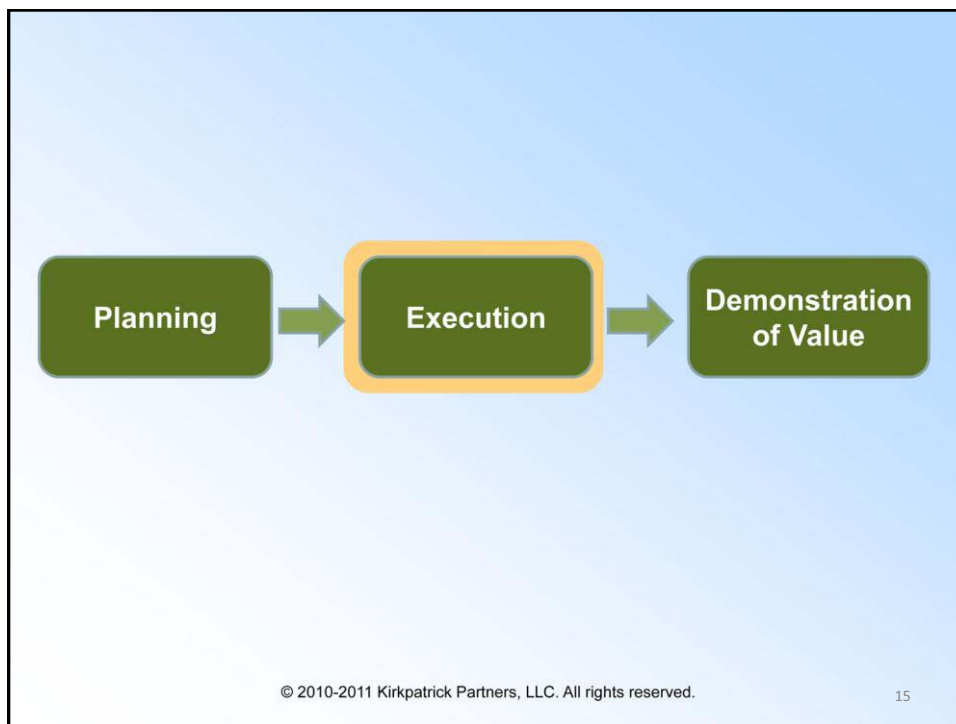 Planning
Execution
Demonstration
of Value
© 2010-2011 Kirkpatrick Partners, LLC. All rights reserved.
15